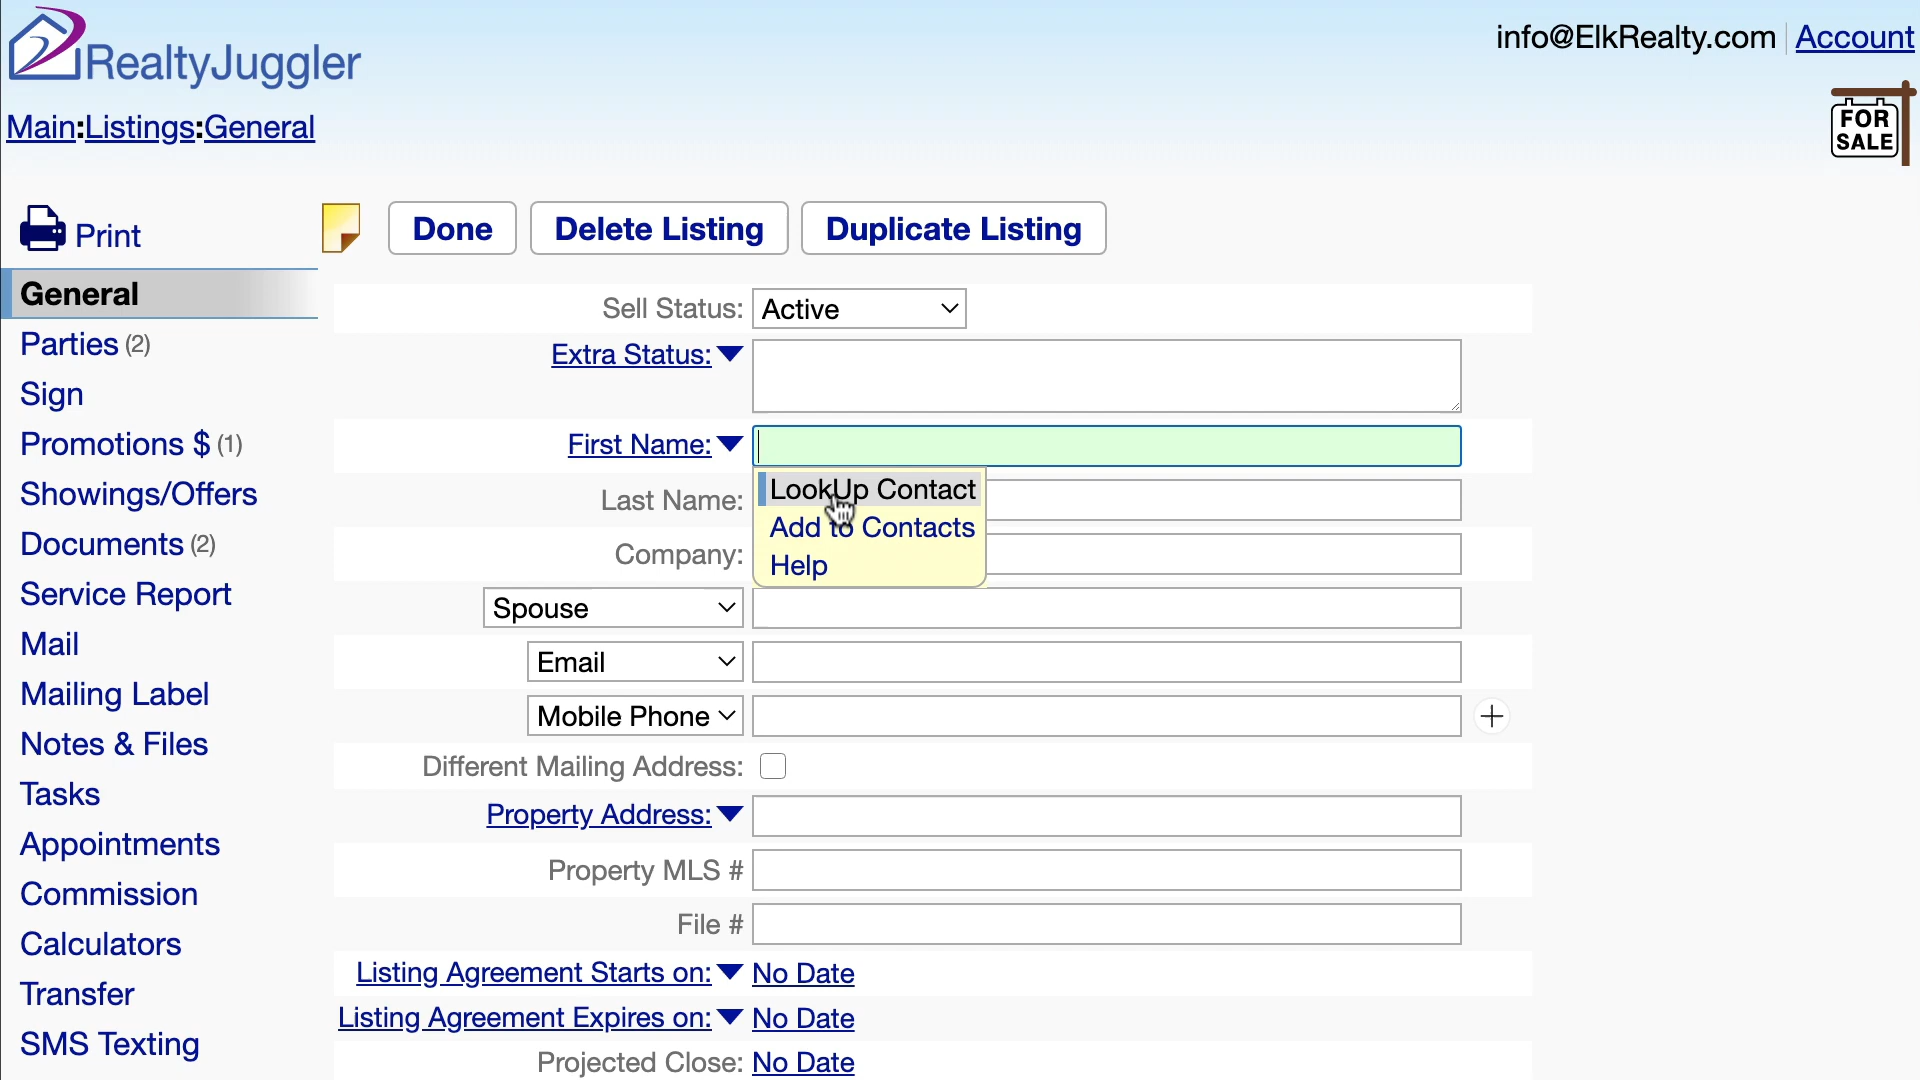 RealtyJuggler
info@ElkRealty.com Account
Main:Listings:General
FOR
SALE
Print
Done Delete Listing Duplicate Listing
General
Parties (2)
Sign
Promotions $ (1)
Showings/Offers
Documents (2)
Service Report
Mail
Mailing Label
Notes & Files
Tasks
Appointments
Commission
Calculators
Transfer
SMS Texting
Sell Status: Active
Extra Status:
First Name:
LookUp Contact
Add to Contacts
Help
Last Name:
Company:
Spouse
Email
Mobile Phone
Different Mailing Address:
Property Address:
Property MLS #
File #
Listing Agreement Starts on: No Date
Listing Agreement Expires on: No Date
Projected Close: No Date